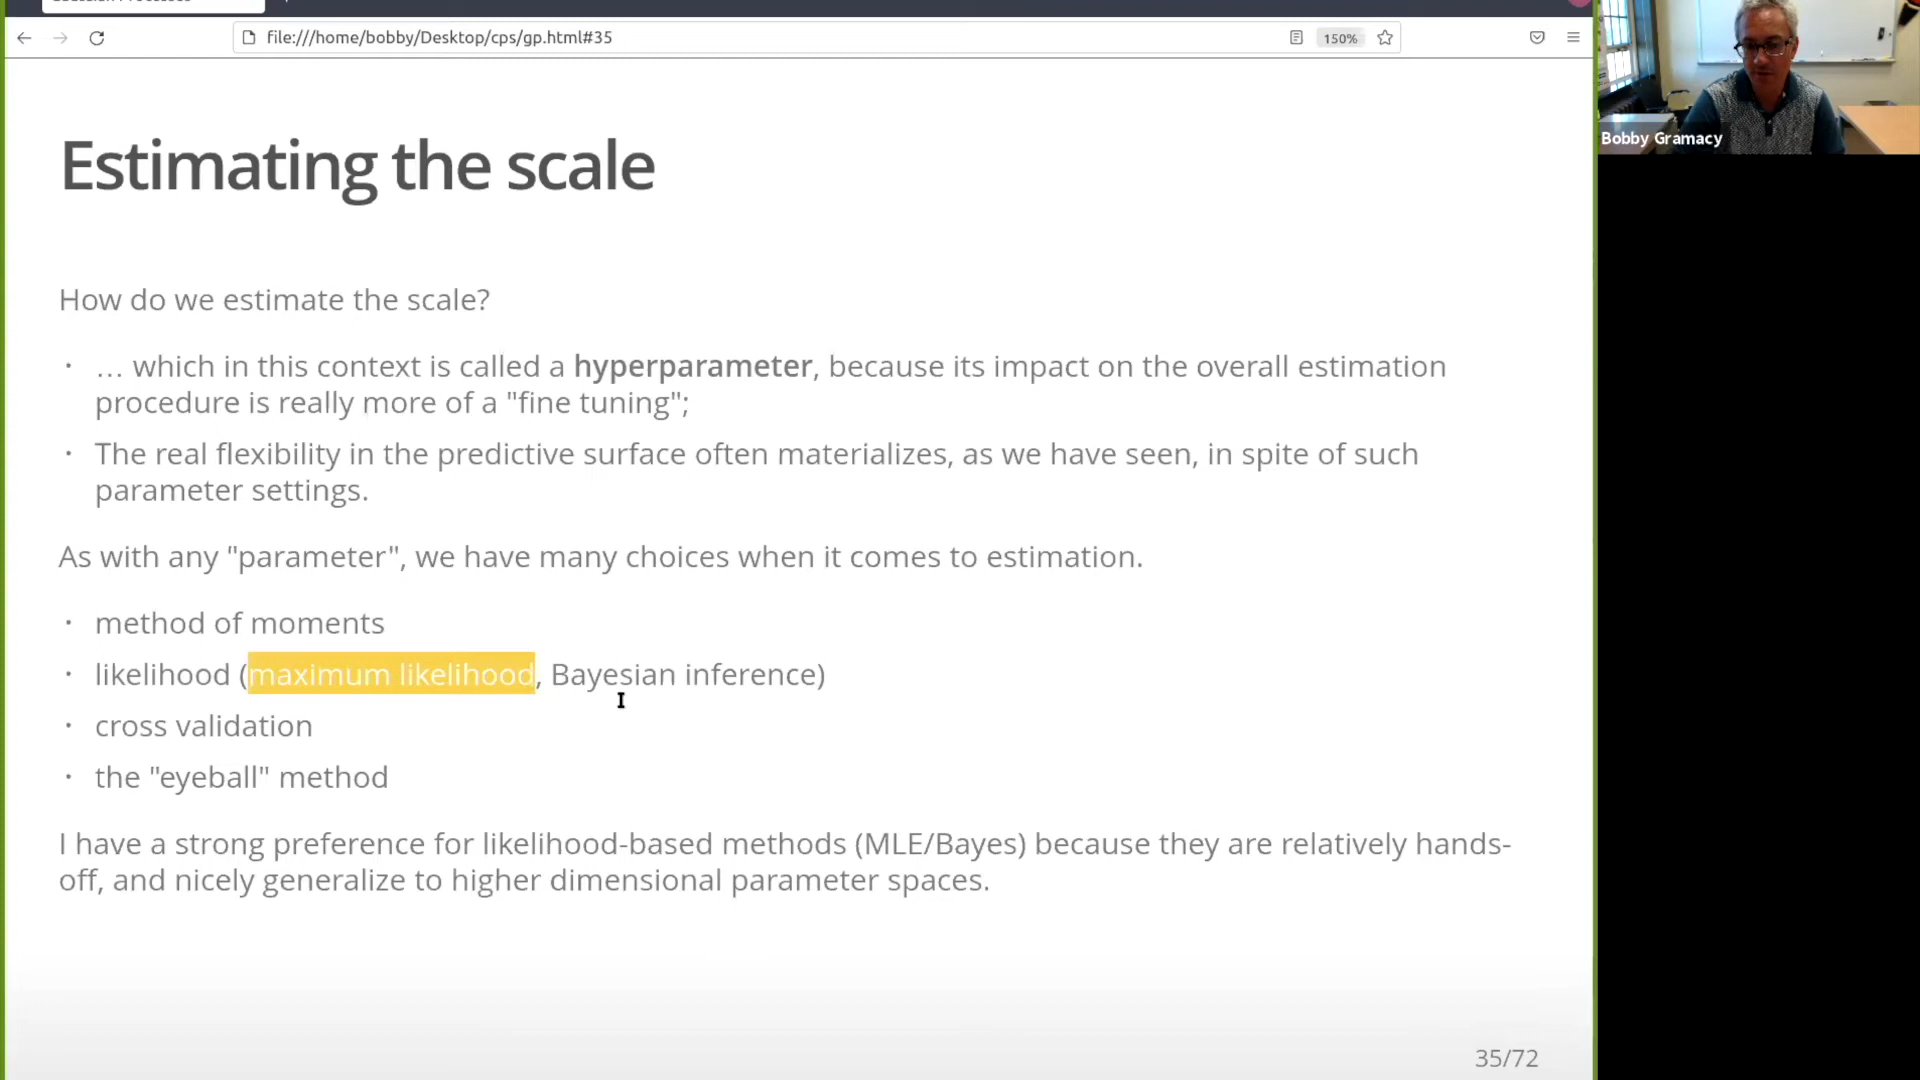 file:///home/bobby/Desktop/cps/gp.html#35
150%
Bobby Gramacy
Estimating the scale
How do we estimate the scale?
· … which in this context is called a hyperparameter, because its impact on the overall estimation
procedure is really more of a "fine tuning";
· The real flexibility in the predictive surface often materializes, as we have seen, in spite of such
parameter settings.
As with any "parameter", we have many choices when it comes to estimation.
· method of moments
· likelihood (maximum likelihood, Bayesian inference)
· cross validation
· the "eyeball" method
I have a strong preference for likelihood-based methods (MLE/Bayes) because they are relatively hands-
off, and nicely generalize to higher dimensional parameter spaces.
35/72